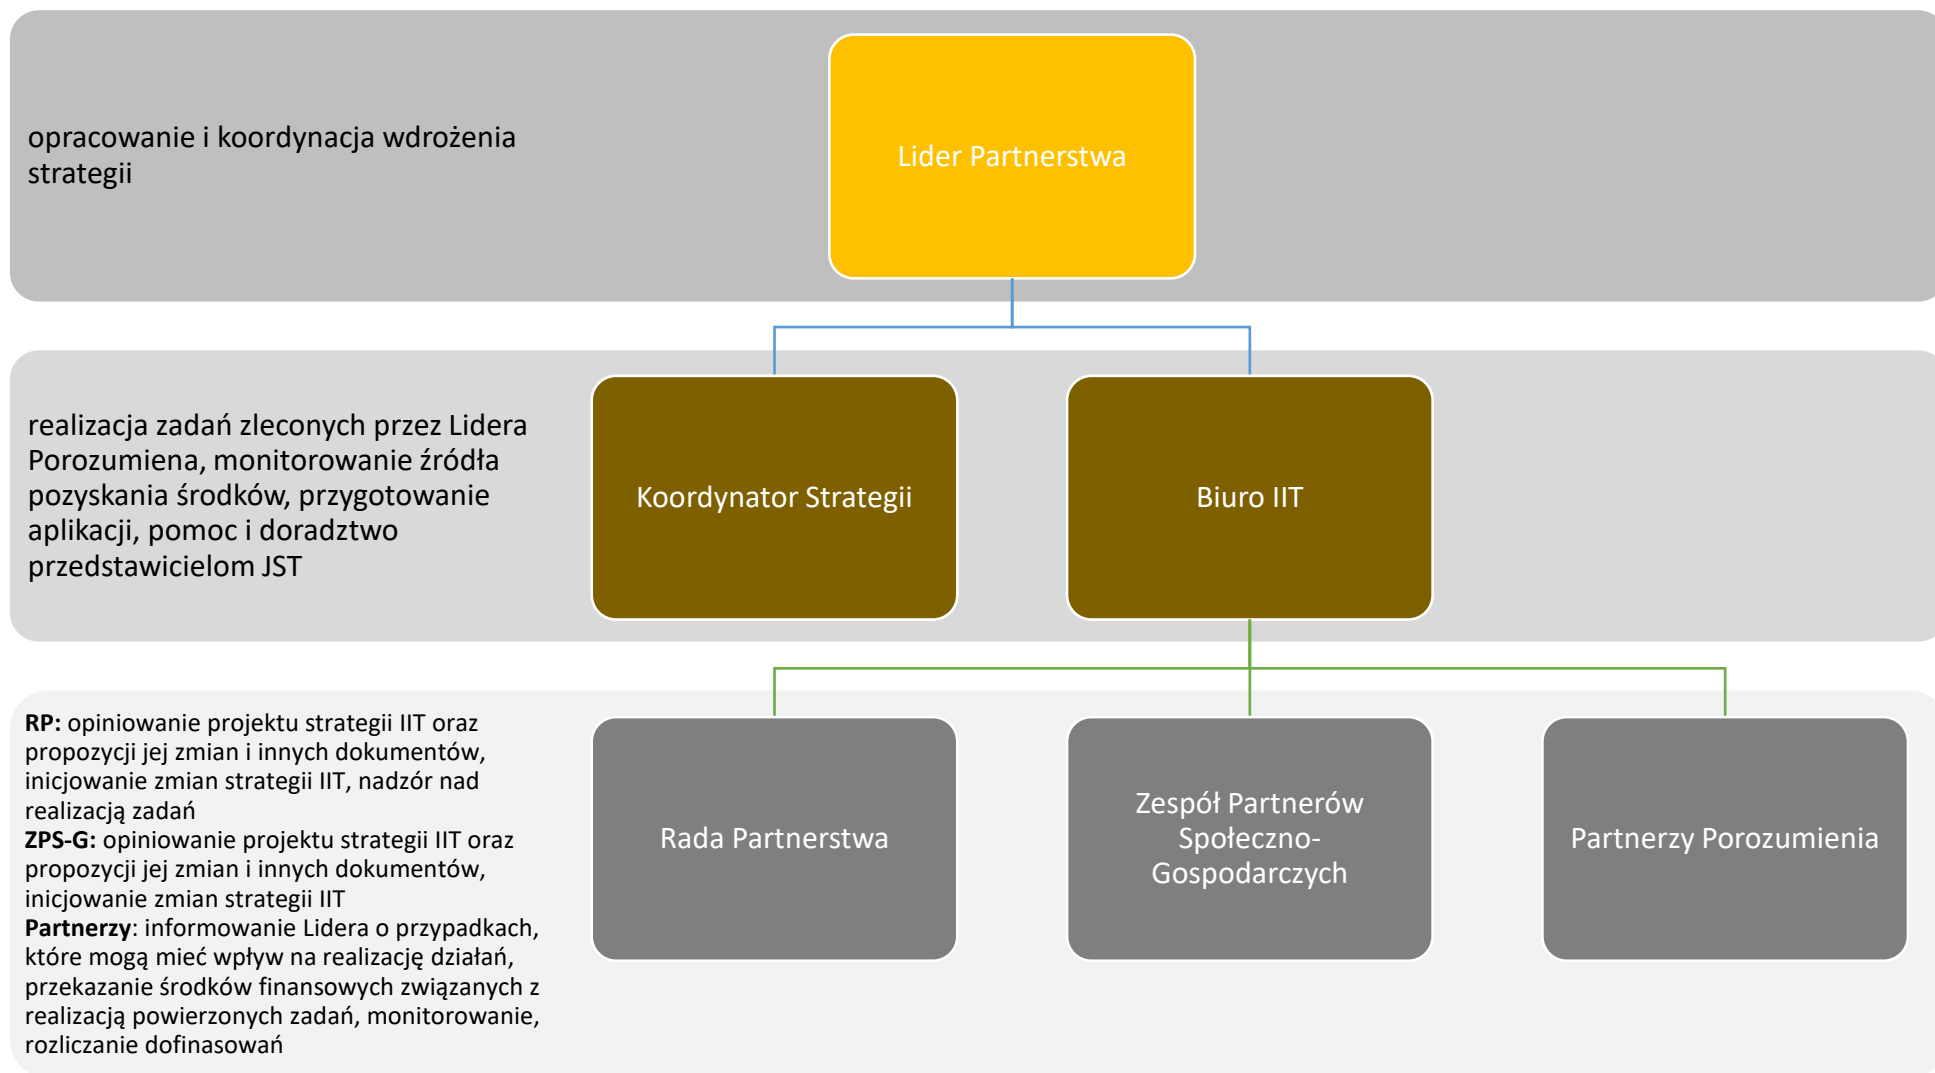 opracowanie i koordynacja wdrożenia
strategii
Lider Partnerstwa
realizacja zadań zleconych przez Lidera
Porozumiena, monitorowanie źródła
pozyskania środków, przygotowanie
aplikacji, pomoc i doradztwo
przedstawicielom JST
Koordynator Strategii
Biuro IIT
RP: opiniowanie projektu strategii IIT oraz
propozycji jej zmian i innych dokumentów,
inicjowanie zmian strategii IIT, nadzór nad
realizacją zadań
ZPS-G: opiniowanie projektu strategii IIT oraz
propozycji jej zmian i innych dokumentów,
inicjowanie zmian strategii IIT
Partnerzy: informowanie Lidera o przypadkach,
które mogą mieć wpływ na realizację działań,
przekazanie środków finansowych związanych z
realizacją powierzonych zadań, monitorowanie,
rozliczanie dofinasowań
Rada Partnerstwa
Zespół Partnerów
Społeczno-
Gospodarczych
Partnerzy Porozumienia